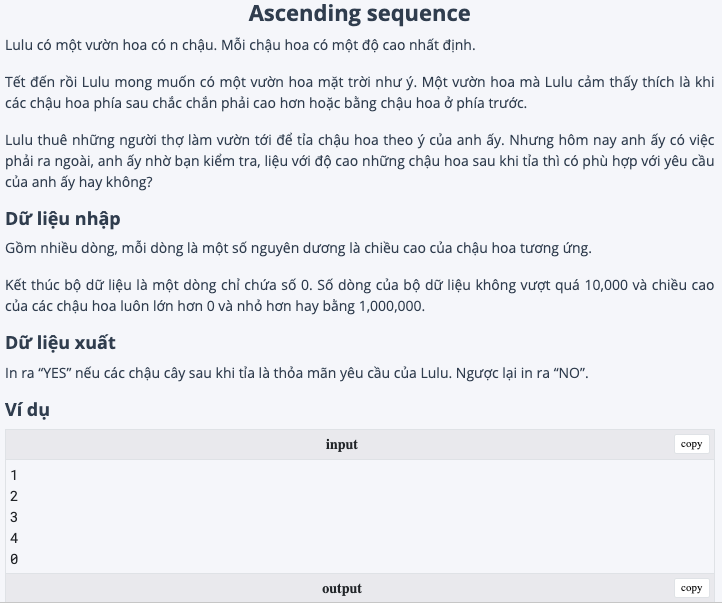 Ascending sequence
Lulu có một vườn hoa có n chậu. Mỗi chậu hoa có một độ cao nhất định.
Tết đến rồi Lulu mong muốn có một vườn hoa mặt trời như ý. Một vườn hoa mà Lulu cảm thấy thích là khi
các chậu hoa phía sau chắc chắn phải cao hơn hoặc bằng chậu hoa ở phía trước.
Lulu thuê những người thợ làm vườn tới để tỉa chậu hoa theo ý của anh ấy. Nhưng hôm nay anh ấy có việc
phải ra ngoài, anh ấy nhờ bạn kiểm tra, liệu với độ cao những chậu hoa sau khi tỉa thì có phù hợp với yêu cầu
của anh ấy hay không?
Dữ liệu nhập
Gồm nhiều dòng, mỗi dòng là một số nguyên dương là chiều cao của chậu hoa tương ứng.
Kết thúc bộ dữ liệu là một dòng chỉ chứa số 0. Số dòng của bộ dữ liệu không vượt quá 10,000 và chiều cao
của các chậu hoa luôn lớn hơn 0 và nhỏ hơn hay bằng 1,000,000.
Dữ liệu xuất
In ra “YES” nếu các chậu cây sau khi tỉa là thỏa mãn yêu cầu của Lulu. Ngược lại in ra “NO”.
Ví dụ
input copy
1
2
3
4
0
output copy